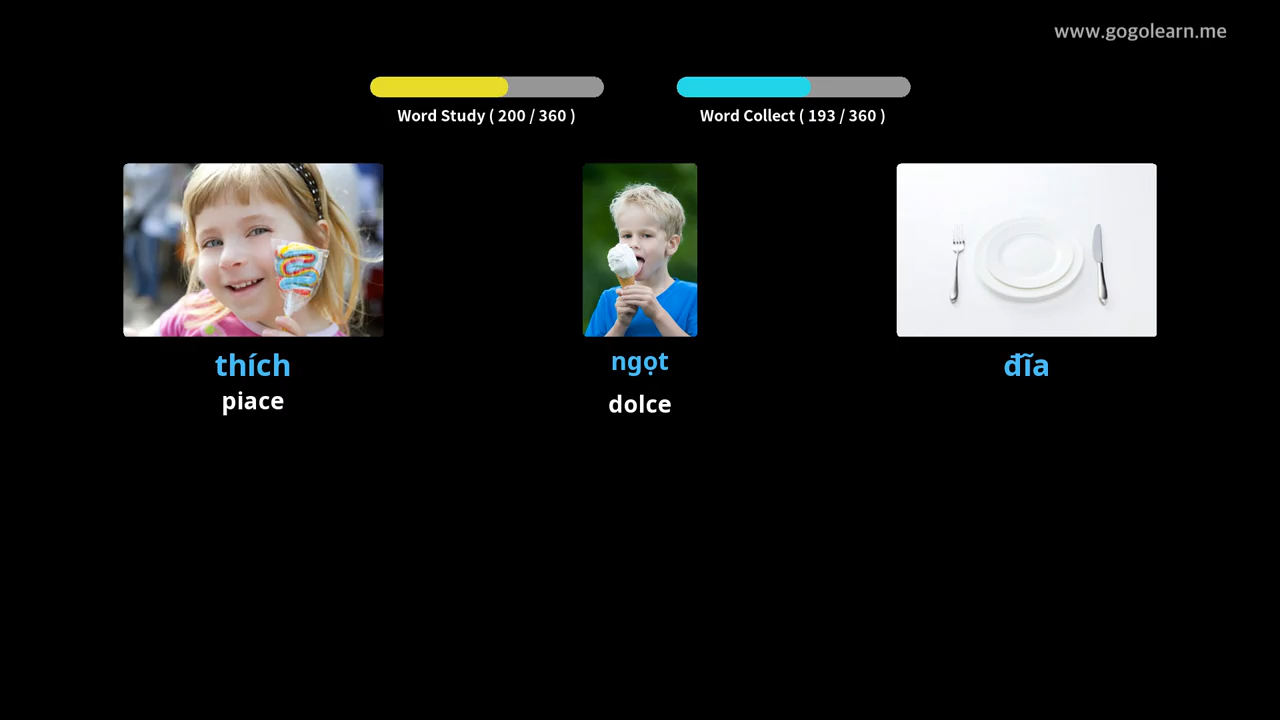 www.gogolearn.me
Word Study ( 200 / 360 )
Word Collect ( 193 / 360 )
thích
ngọt
đĩa
piace
dolce